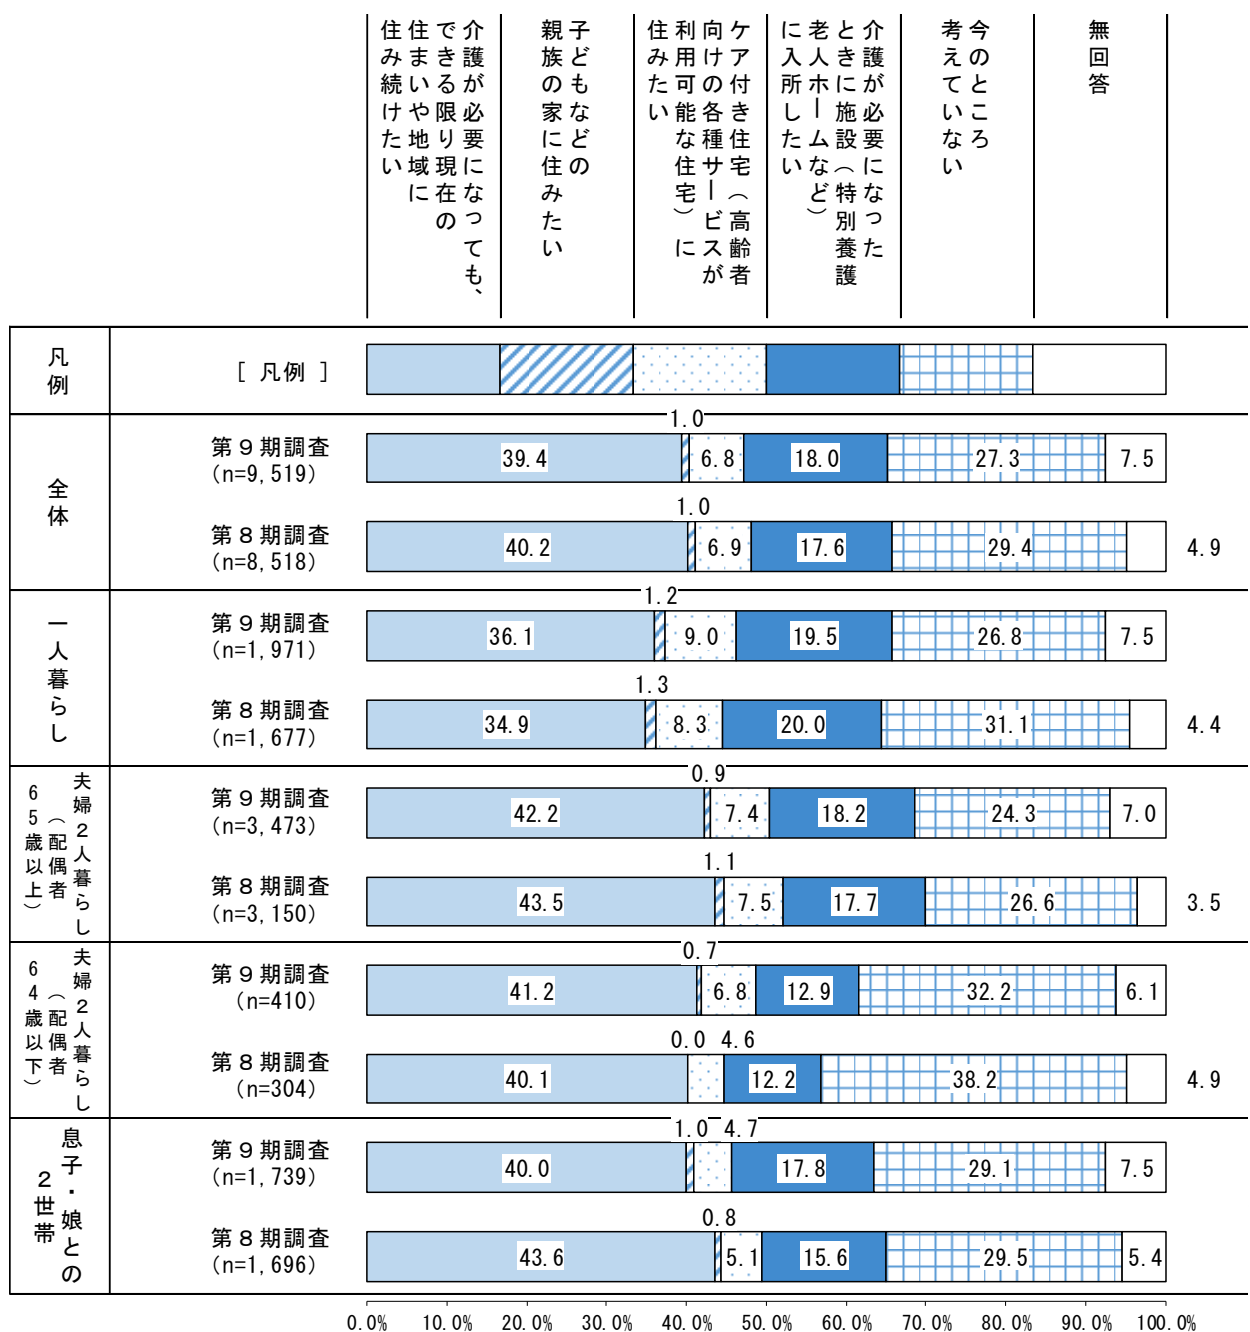 介護が必要になっても、
できる限り現在の
住まいや地域に
住み続けたい
子どもなどの
親族の家に住みたい
ケア付き住宅（高齢者
向けの各種サービスが
利用可能な住宅）に
住みたい
介護が必要になった
ときに施設（特別養護
老人ホームなど）
に入所したい
今のところ
考えていない
無回答
凡例
[ 凡例 ]
全体
第９期調査
(n=9,519)
39.4
1.0
6.8
18.0
27.3
7.5
第８期調査
(n=8,518)
40.2
1.0
6.9
17.6
29.4
4.9
一人暮らし
第９期調査
(n=1,971)
36.1
1.2
9.0
19.5
26.8
7.5
第８期調査
(n=1,677)
34.9
1.3
8.3
20.0
31.1
4.4
夫婦２人暮らし
（配偶者
65歳以上）
第９期調査
(n=3,473)
42.2
0.9
7.4
18.2
24.3
7.0
第８期調査
(n=3,150)
43.5
1.1
7.5
17.7
26.6
3.5
夫婦２人暮らし
（配偶者
64歳以下）
第９期調査
(n=410)
41.2
0.7
6.8
12.9
32.2
6.1
第８期調査
(n=304)
40.1
0.0
4.6
12.2
38.2
4.9
息子・娘との
２世帯
第９期調査
(n=1,739)
40.0
1.0
4.7
17.8
29.1
7.5
第８期調査
(n=1,696)
43.6
0.8
5.1
15.6
29.5
5.4
0.0% 10.0% 20.0% 30.0% 40.0% 50.0% 60.0% 70.0% 80.0% 90.0% 100.0%